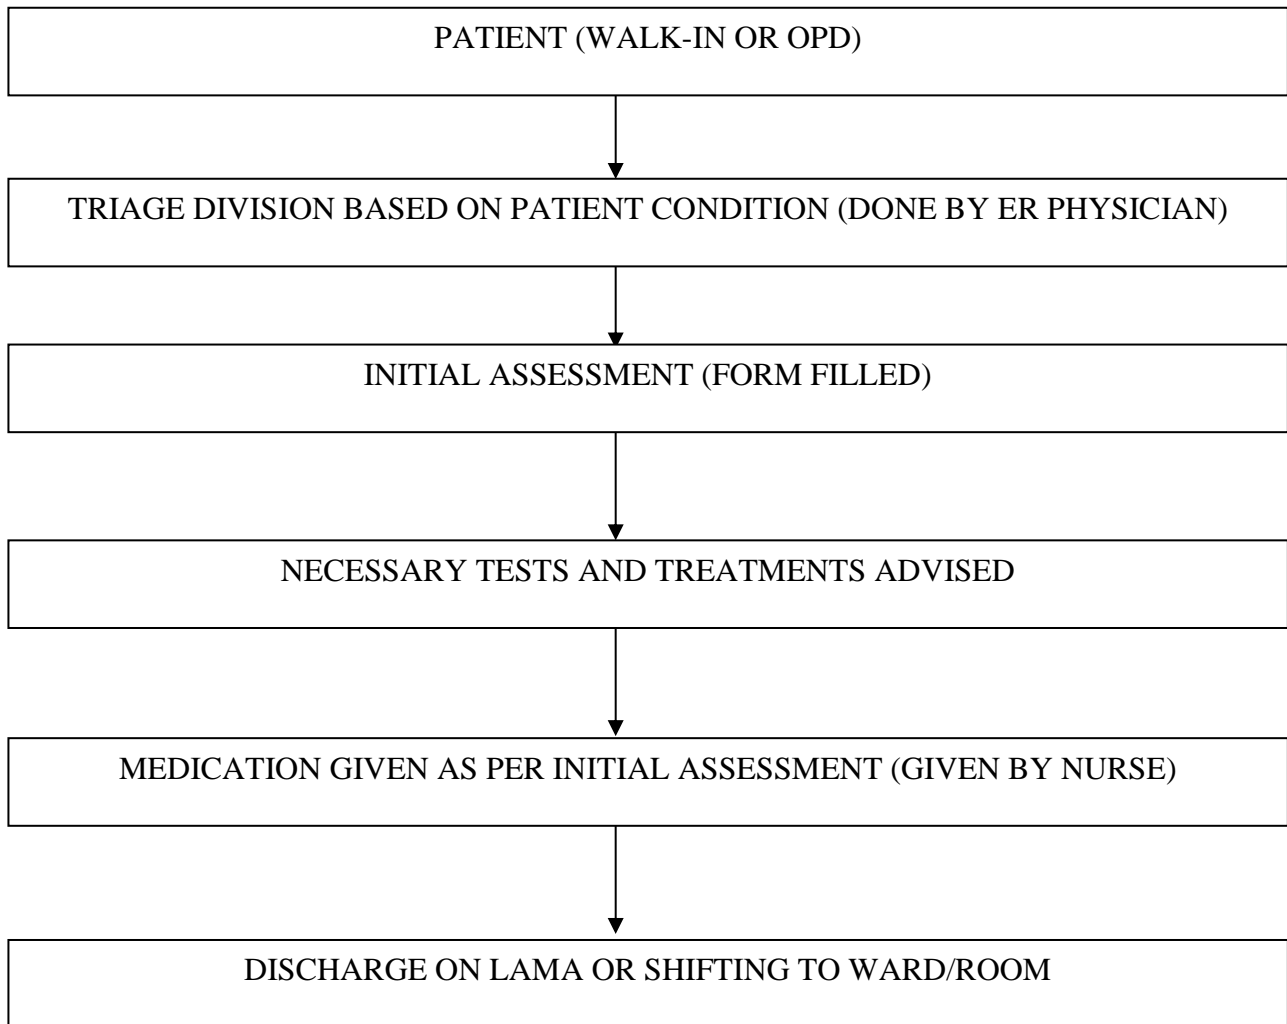 PATIENT (WALK-IN OR OPD)
TRIAGE DIVISION BASED ON PATIENT CONDITION (DONE BY ER PHYSICIAN)
INITIAL ASSESSMENT (FORM FILLED)
NECESSARY TESTS AND TREATMENTS ADVISED
MEDICATION GIVEN AS PER INITIAL ASSESSMENT (GIVEN BY NURSE)
DISCHARGE ON LAMA OR SHIFTING TO WARD/ROOM